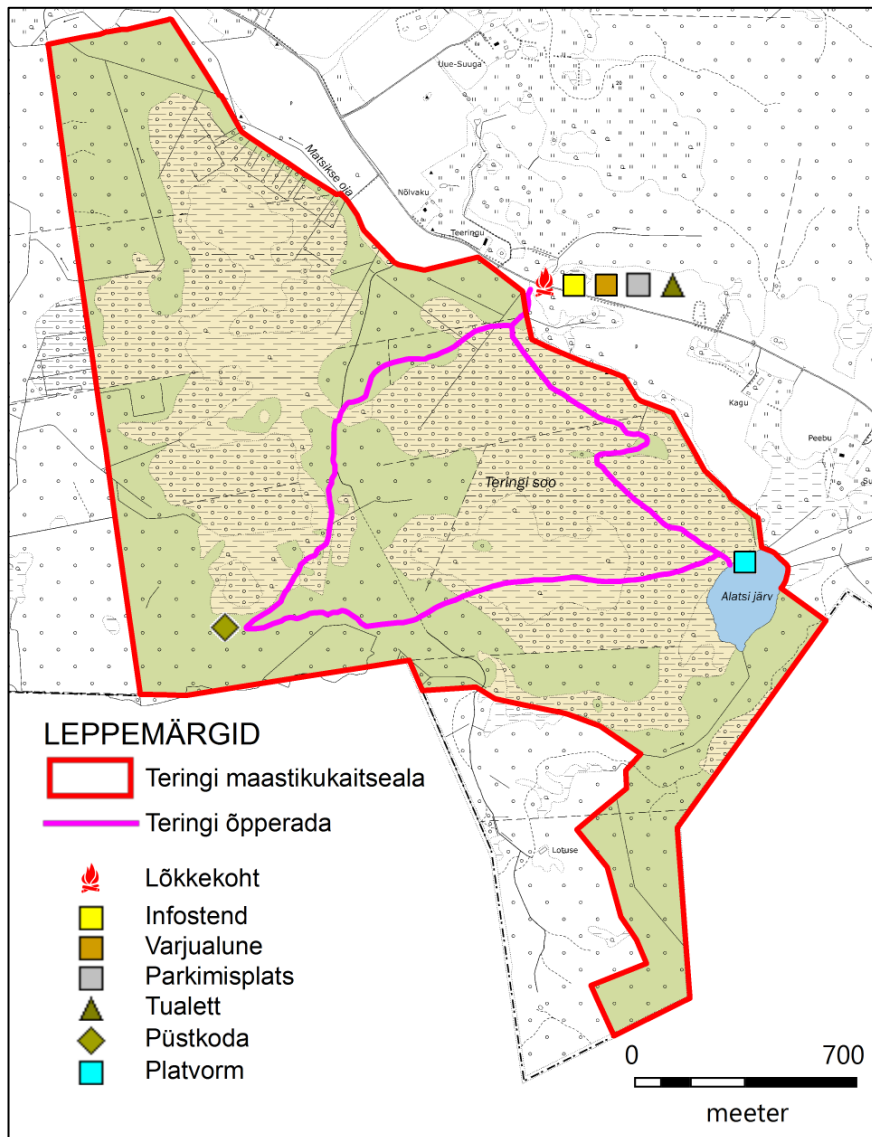 Uue-Suuga
Matsikse oja
Nõlvaku
Teeringu
Kagu
Peebu
Su
Teringi soo
Alatsi järv
Lotuse
LEPPEMÄRGID
Teringi maastikukaitseala
Teringi õpperada
Lõkkekoht
Infostend
Varjualune
Parkimisplats
Tualett
Püstkoda
Platvorm
0 700
meeter